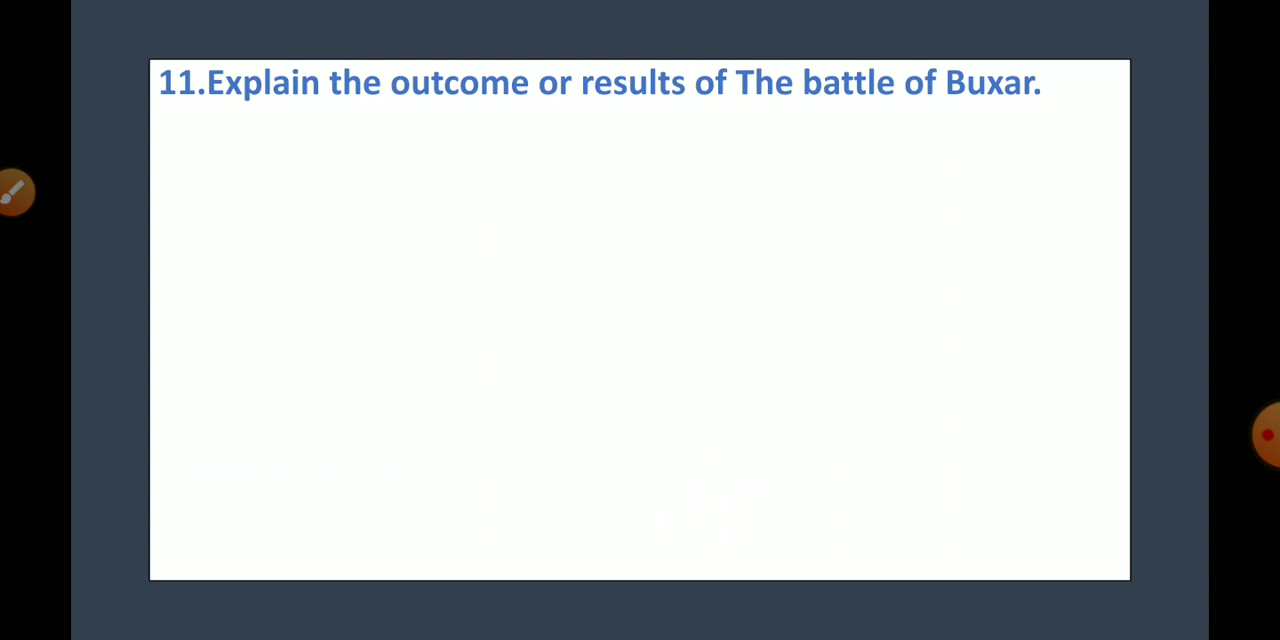 11.Explain the outcome or results of The battle of Buxar.